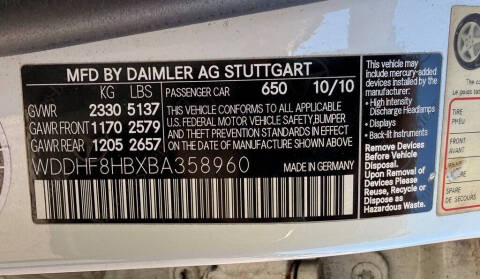 MFD BY DAIMLER AG STUTTGART
KG LBS PASSENGER CAR 650 10/10
GVWR 2330 5137
GAWR FRONT 1170 2579
GAWR REAR 1205 2657
THIS VEHICLE CONFORMS TO ALL APPLICABLE
U.S. FEDERAL MOTOR VEHICLE SAFETY, BUMPER
AND THEFT PREVENTION STANDARDS IN EFFECT
ON THE DATE OF MANUFACTURE SHOWN ABOVE.
WDDHF8HBXBA358960 MADE IN GERMANY
This vehicle may
include mercury-added
devices installed by the
manufacturer:
• High intensity
Discharge Headlamps
• Displays
• Back-lit Instruments
Remove Devices
Before Vehicle
Disposal.
Upon Removal of
Devices Please
Reuse, Recycle or
Dispose as
Hazardous Waste.
TIRE
PNEU
FRONT
AVANT
SPARE
DE SECOURS